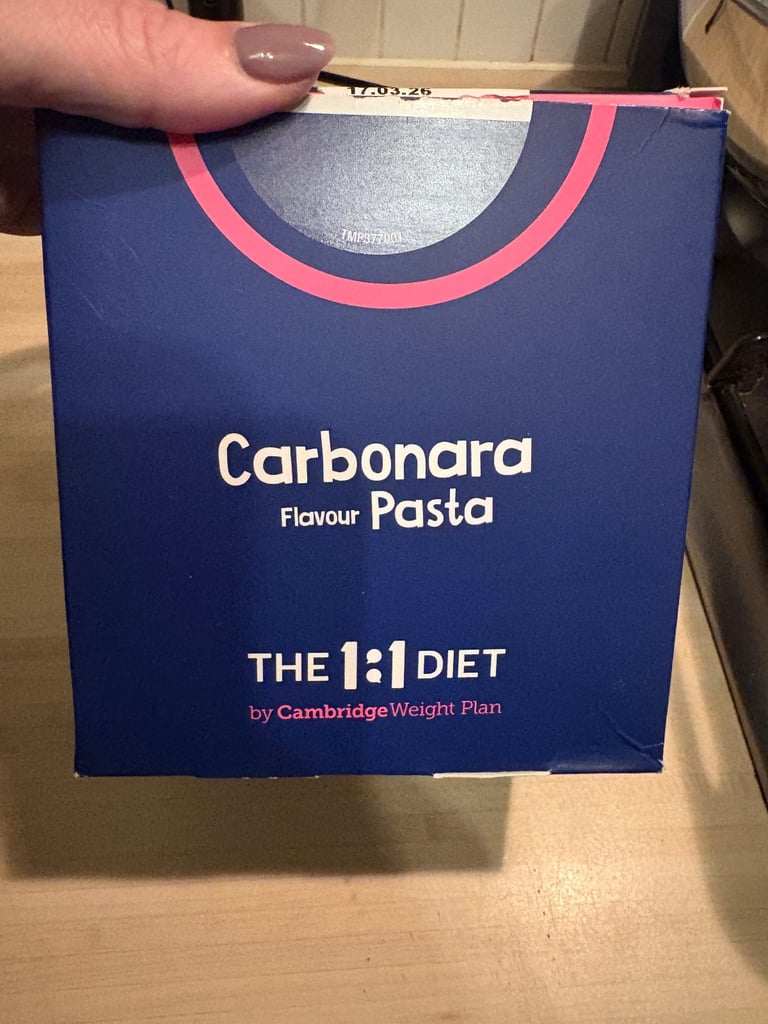 17.03.26
TMP377001
Carbonara
Flavour Pasta
THE 1:1 DIET
by Cambridge Weight Plan